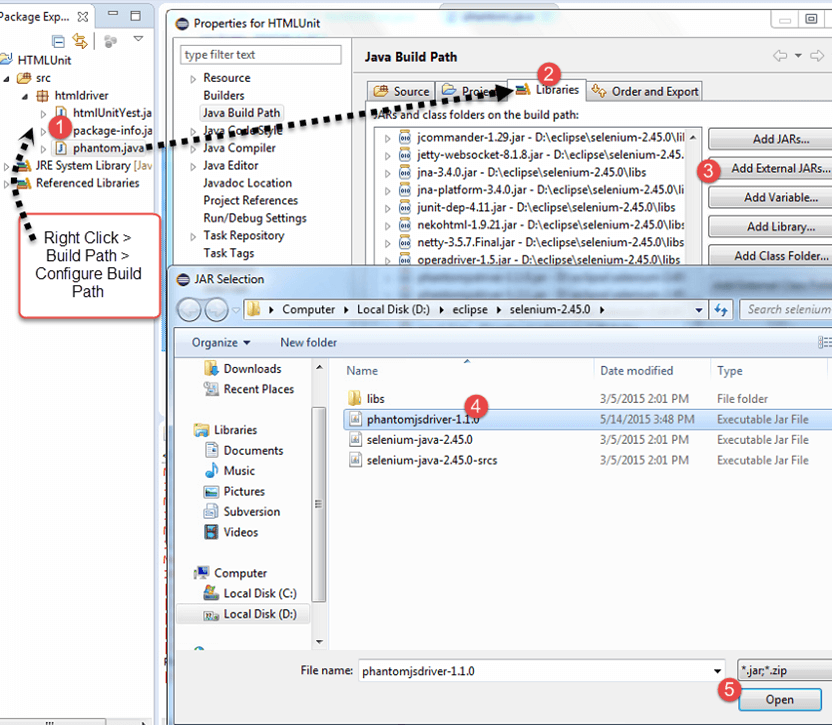 Package Exp...
HTMLUnit
src
htmldriver
htmlUnitYest.ja
1
package-info.ja
phantom.java
JRE System Library [Jav
Referenced Libraries
Right Click >
Build Path >
Configure Build
Path
Properties for HTMLUnit
type filter text
Resource
Builders
Java Build Path
Java Code Style
Java Compiler
Java Editor
Javadoc Location
Project References
Run/Debug Settings
Task Repository
Task Tags
Java Build Path
2
Source
Projec
Libraries
Order and Export
JARs and class folders on the build path:
jcommander-1.29.jar - D:\eclipse\selenium-2.45.0\lil
jetty-websocket-8.1.8.jar - D:\eclipse\selenium-2.45.
jna-3.4.0.jar - D:\eclipse\selenium-2.45.0\libs
jna-platform-3.4.0.jar - D:\eclipse\selenium-2.45.0\l
junit-dep-4.11.jar - D:\eclipse\selenium-2.45.0\libs
nekohtml-1.9.21.jar - D:\eclipse\selenium-2.45.0\libs
netty-3.5.7.Final.jar - D:\eclipse\selenium-2.45.0\libs
operadriver-1.5.jar - D:\eclipse\selenium-2.45.0\libs
Add JARs...
3
Add External JARs...
Add Variable...
Add Library...
Add Class Folder...
JAR Selection
Computer
Local Disk (D:)
eclipse
selenium-2.45.0
Search selenium
Organize
New folder
Downloads
Recent Places
Libraries
Documents
Music
Pictures
Subversion
Videos
Computer
Local Disk (C:)
Local Disk (D:)
Name Date modified Type
libs 3/5/2015 2:01 PM File folder
4
phantomjsdriver-1.1.0 5/14/2015 3:48 PM Executable Jar File
selenium-java-2.45.0 3/5/2015 2:01 PM Executable Jar File
selenium-java-2.45.0-srcs 3/5/2015 2:01 PM Executable Jar File
File name: phantomjsdriver-1.1.0
*.jar;*.zip
5
Open